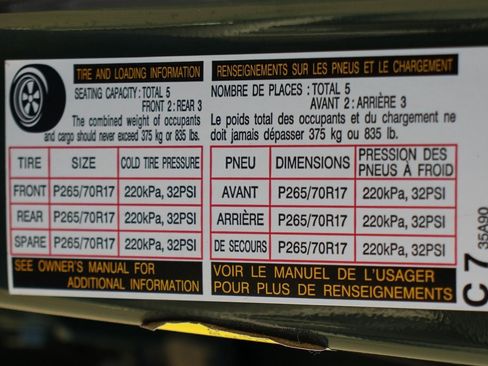 TIRE AND LOADING INFORMATION
SEATING CAPACITY: TOTAL 5
FRONT 2: REAR 3
The combined weight of occupants
and cargo should never exceed 375 kg or 835 lbs.
TIRE SIZE COLD TIRE PRESSURE
FRONT P265/70R17 220kPa, 32PSI
REAR P265/70R17 220kPa, 32PSI
SPARE P265/70R17 220kPa, 32PSI
SEE OWNER'S MANUAL FOR
ADDITIONAL INFORMATION
RENSEIGNEMENTS SUR LES PNEUS ET LE CHARGEMENT
NOMBRE DE PLACES :TOTAL 5
AVANT 2: ARRIÈRE 3
Le poids total des occupants et du chargement ne
doit jamais dépasser 375 kg ou 835 lb.
PNEU DIMENSIONS PRESSION DES
PNEUS À FROID
AVANT P265/70R17 220kPa, 32PSI
ARRIÈRE P265/70R17 220kPa, 32PSI
DE SECOURS P265/70R17 220kPa, 32PSI
VOIR LE MANUEL DE L'USAGER
POUR PLUS DE RENSEIGNEMENTS
C 7
35A90